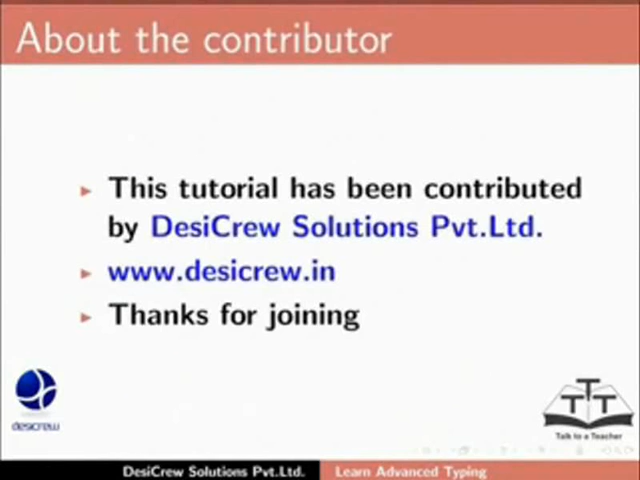 About the contributor
This tutorial has been contributed
by DesiCrew Solutions Pvt.Ltd.
www.desicrew.in
Thanks for joining
desicrew
TTT
Talk to a Teacher
DesiCrew Solutions Pvt.Ltd. Learn Advanced Typing